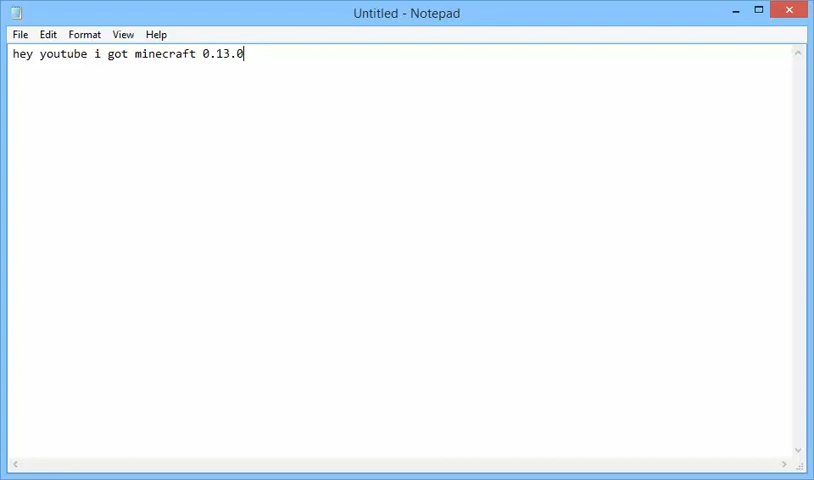 Untitled - Notepad
File Edit Format View Help
hey youtube i got minecraft 0.13.0